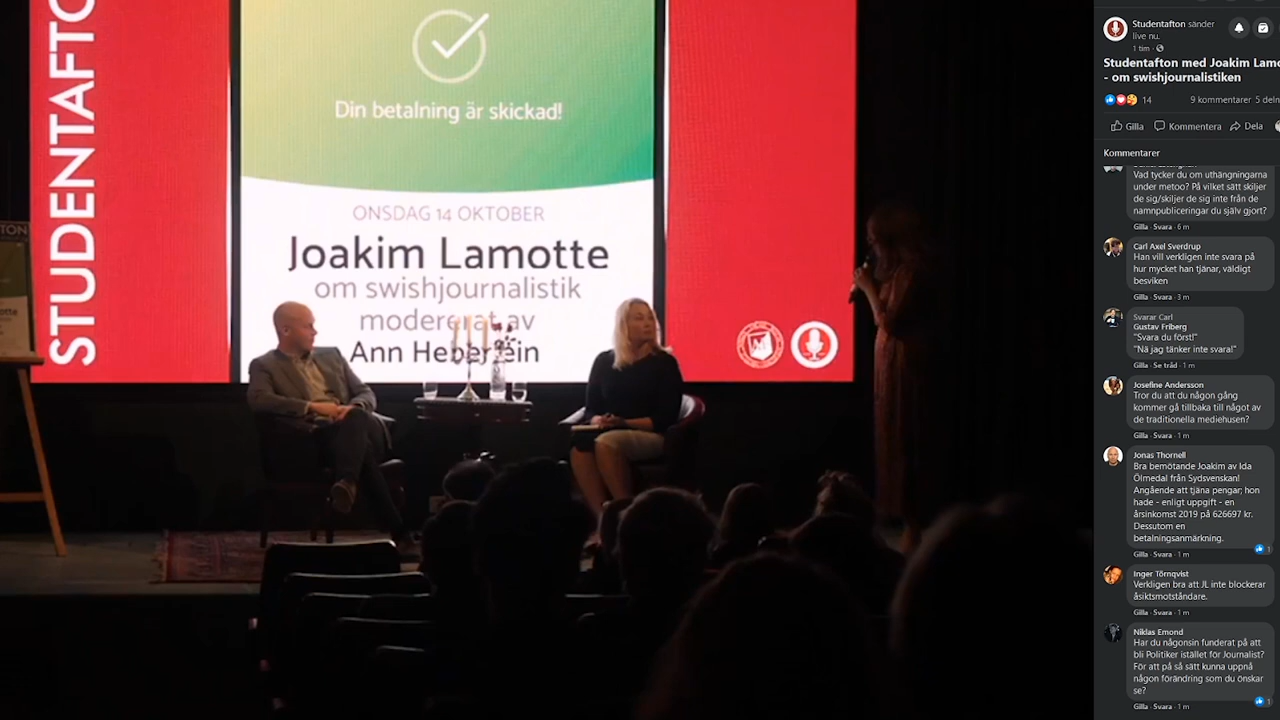 STUDENTAFTO
Din betalning är skickad!
ONSDAG 14 OKTOBER
Joakim Lamotte
om swishjournalistik
modererat av
Ann Heberlein
TON
Studentafton sänder
live nu.
1 tim
Studentafton med Joakim Lamo
- om swishjournalistiken
14
9 kommentarer 5 deln
Gilla Kommentera Dela
Kommentarer
Vad tycker du om uthängningarna
under metoo? På vilket sätt skiljer
de sig/skiljer de sig inte från de
namnpubliceringar du själv gjort?
Gilla · Svara · 6 m
Carl Axel Sverdrup
Han vill verkligen inte svara på
hur mycket han tjänar, väldigt
besviken
Gilla · Svara · 3 m
Svarar Carl
Gustav Friberg
"Svara du först!"
"Nä jag tänker inte svara!"
Gilla · Se tråd · 1 m
Josefine Andersson
Tror du att du någon gång
kommer gå tillbaka till något av
de traditionella mediehusen?
Gilla · Svara · 1 m
Jonas Thornell
Bra bemötande Joakim av Ida
Ölmedal från Sydsvenskan!
Angående att tjäna pengar; hon
hade - enligt uppgift - en
årsinkomst 2019 på 626697 kr.
Dessutom en
betalningsanmärkning.
1
Gilla · Svara · 1 m
Inger Törnqvist
Verkligen bra att JL inte blockerar
åsiktsmotståndare.
Gilla · Svara · 1 m
Niklas Emond
Har du någonsin funderat på att
bli Politiker istället för Journalist?
För att på så sätt kunna uppnå
någon förändring som du önskar
se?
1
Gilla · Svara · 1 m